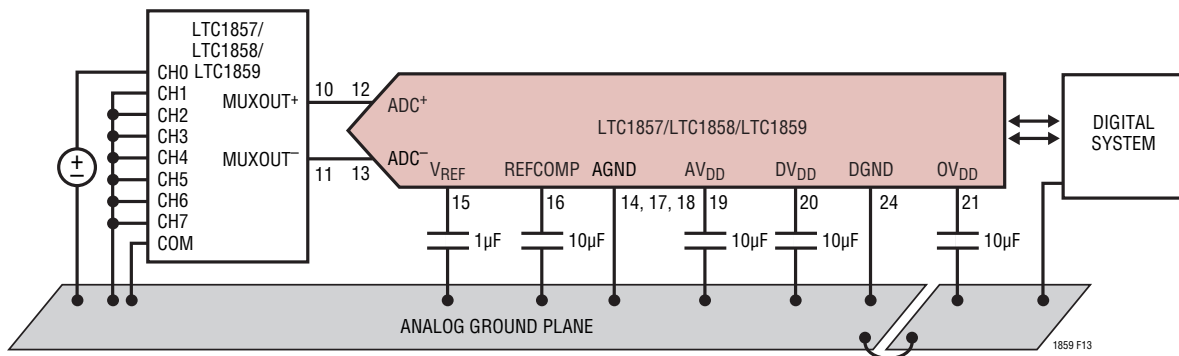 LTC1857/
LTC1858/
LTC1859
CH0
CH1
CH2
CH3
CH4
CH5
CH6
CH7
COM
MUXOUT+
MUXOUT–
10
11
12
13
ADC+
ADC–
LTC1857/LTC1858/LTC1859
VREF
REFCOMP
AGND
AVDD
DVDD
DGND
OVDD
15
16
14, 17, 18
19
20
24
21
1µF
10µF
10µF
10µF
10µF
DIGITAL
SYSTEM
+
–
ANALOG GROUND PLANE
1859 F13